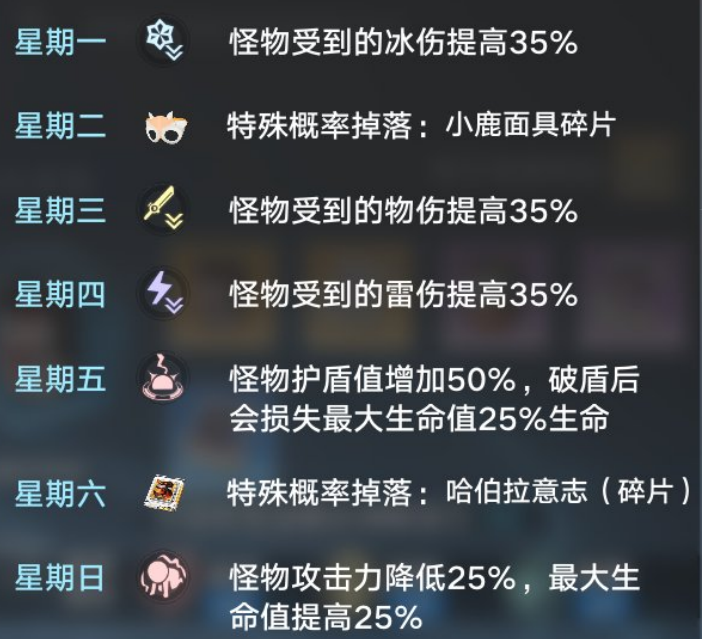 星期一 怪物受到的冰伤提高35%
星期二 特殊概率掉落：小鹿面具碎片
星期三 怪物受到的物伤提高35%
星期四 怪物受到的雷伤提高35%
星期五 怪物护盾值增加50%，破盾后
会损失最大生命值25%生命
星期六 特殊概率掉落：哈伯拉意志（碎片）
星期日 怪物攻击力降低25%，最大生
命值提高25%